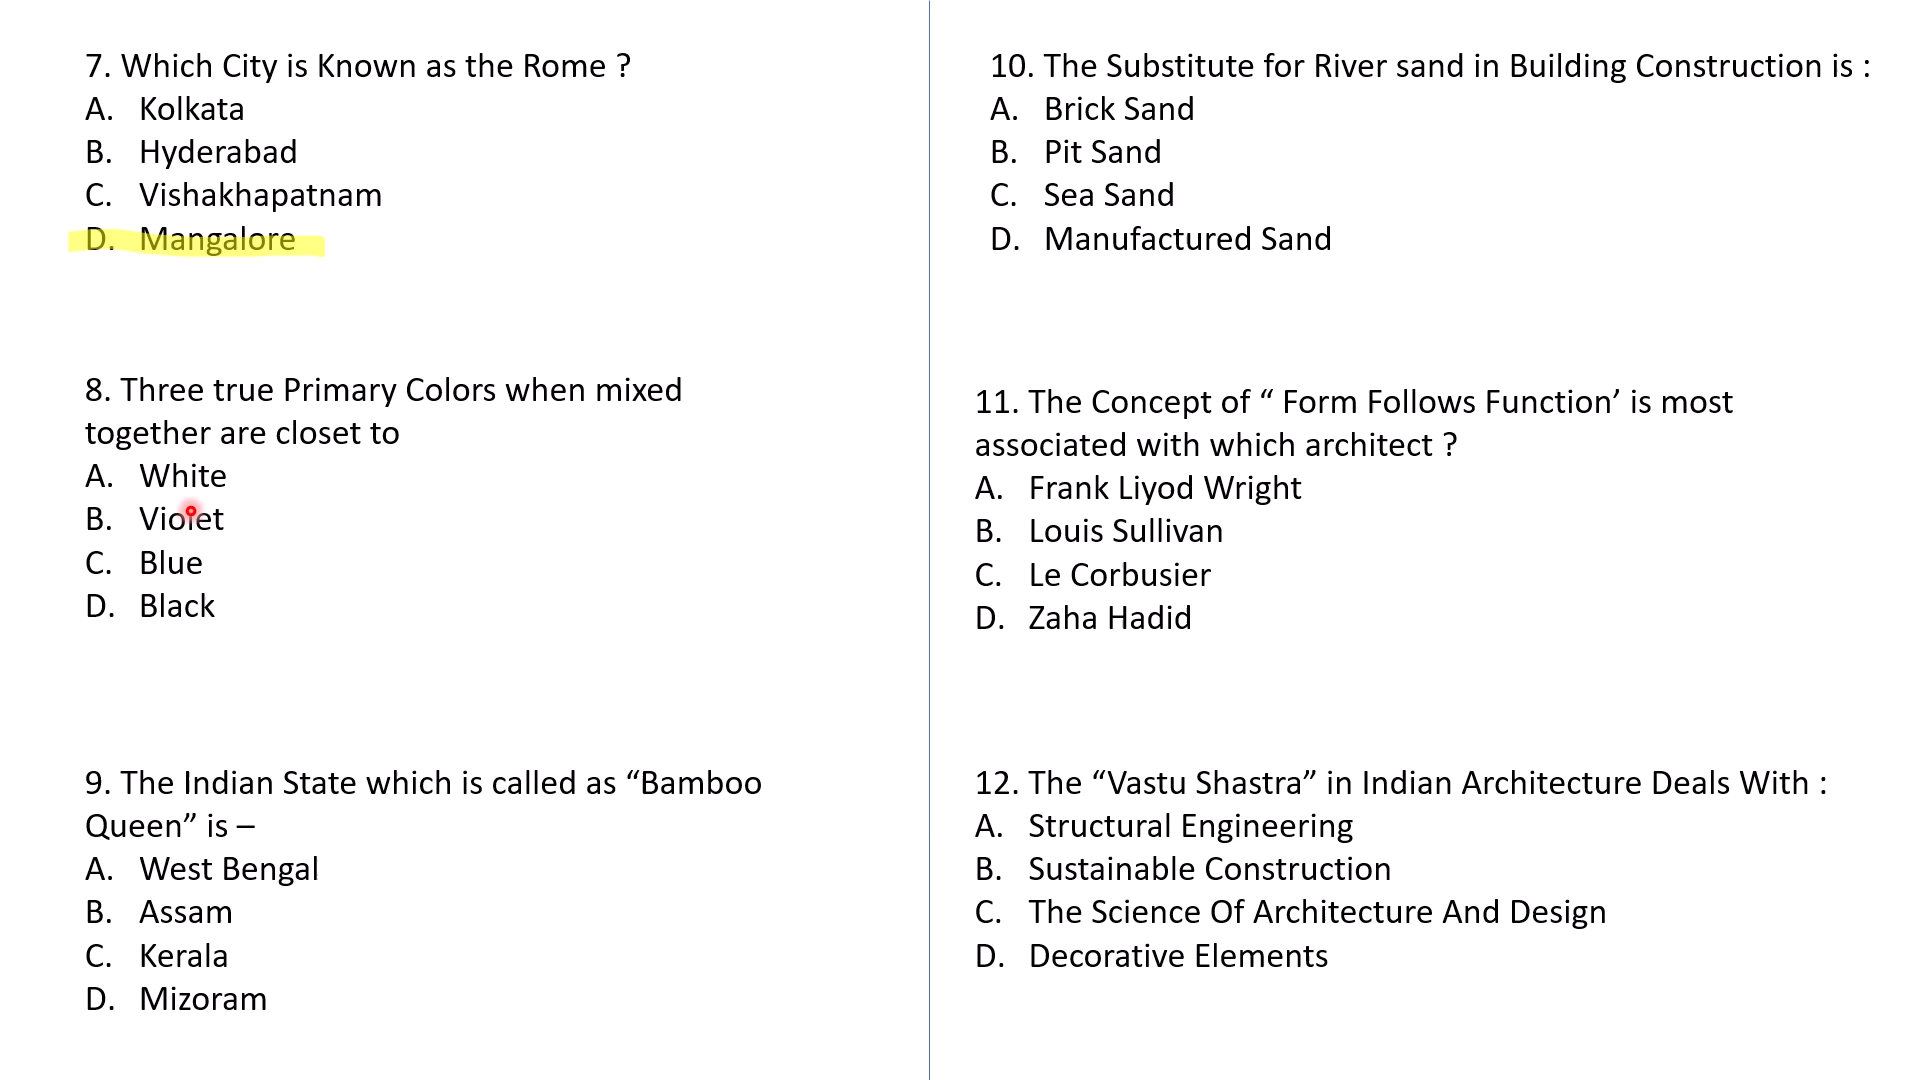 7. Which City is Known as the Rome ?
A. Kolkata
B. Hyderabad
C. Vishakhapatnam
D. Mangalore
8. Three true Primary Colors when mixed
together are closet to
A. White
B. Violet
C. Blue
D. Black
9. The Indian State which is called as “Bamboo
Queen” is –
A. West Bengal
B. Assam
C. Kerala
D. Mizoram
10. The Substitute for River sand in Building Construction is :
A. Brick Sand
B. Pit Sand
C. Sea Sand
D. Manufactured Sand
11. The Concept of “ Form Follows Function’ is most
associated with which architect ?
A. Frank Liyod Wright
B. Louis Sullivan
C. Le Corbusier
D. Zaha Hadid
12. The “Vastu Shastra” in Indian Architecture Deals With :
A. Structural Engineering
B. Sustainable Construction
C. The Science Of Architecture And Design
D. Decorative Elements